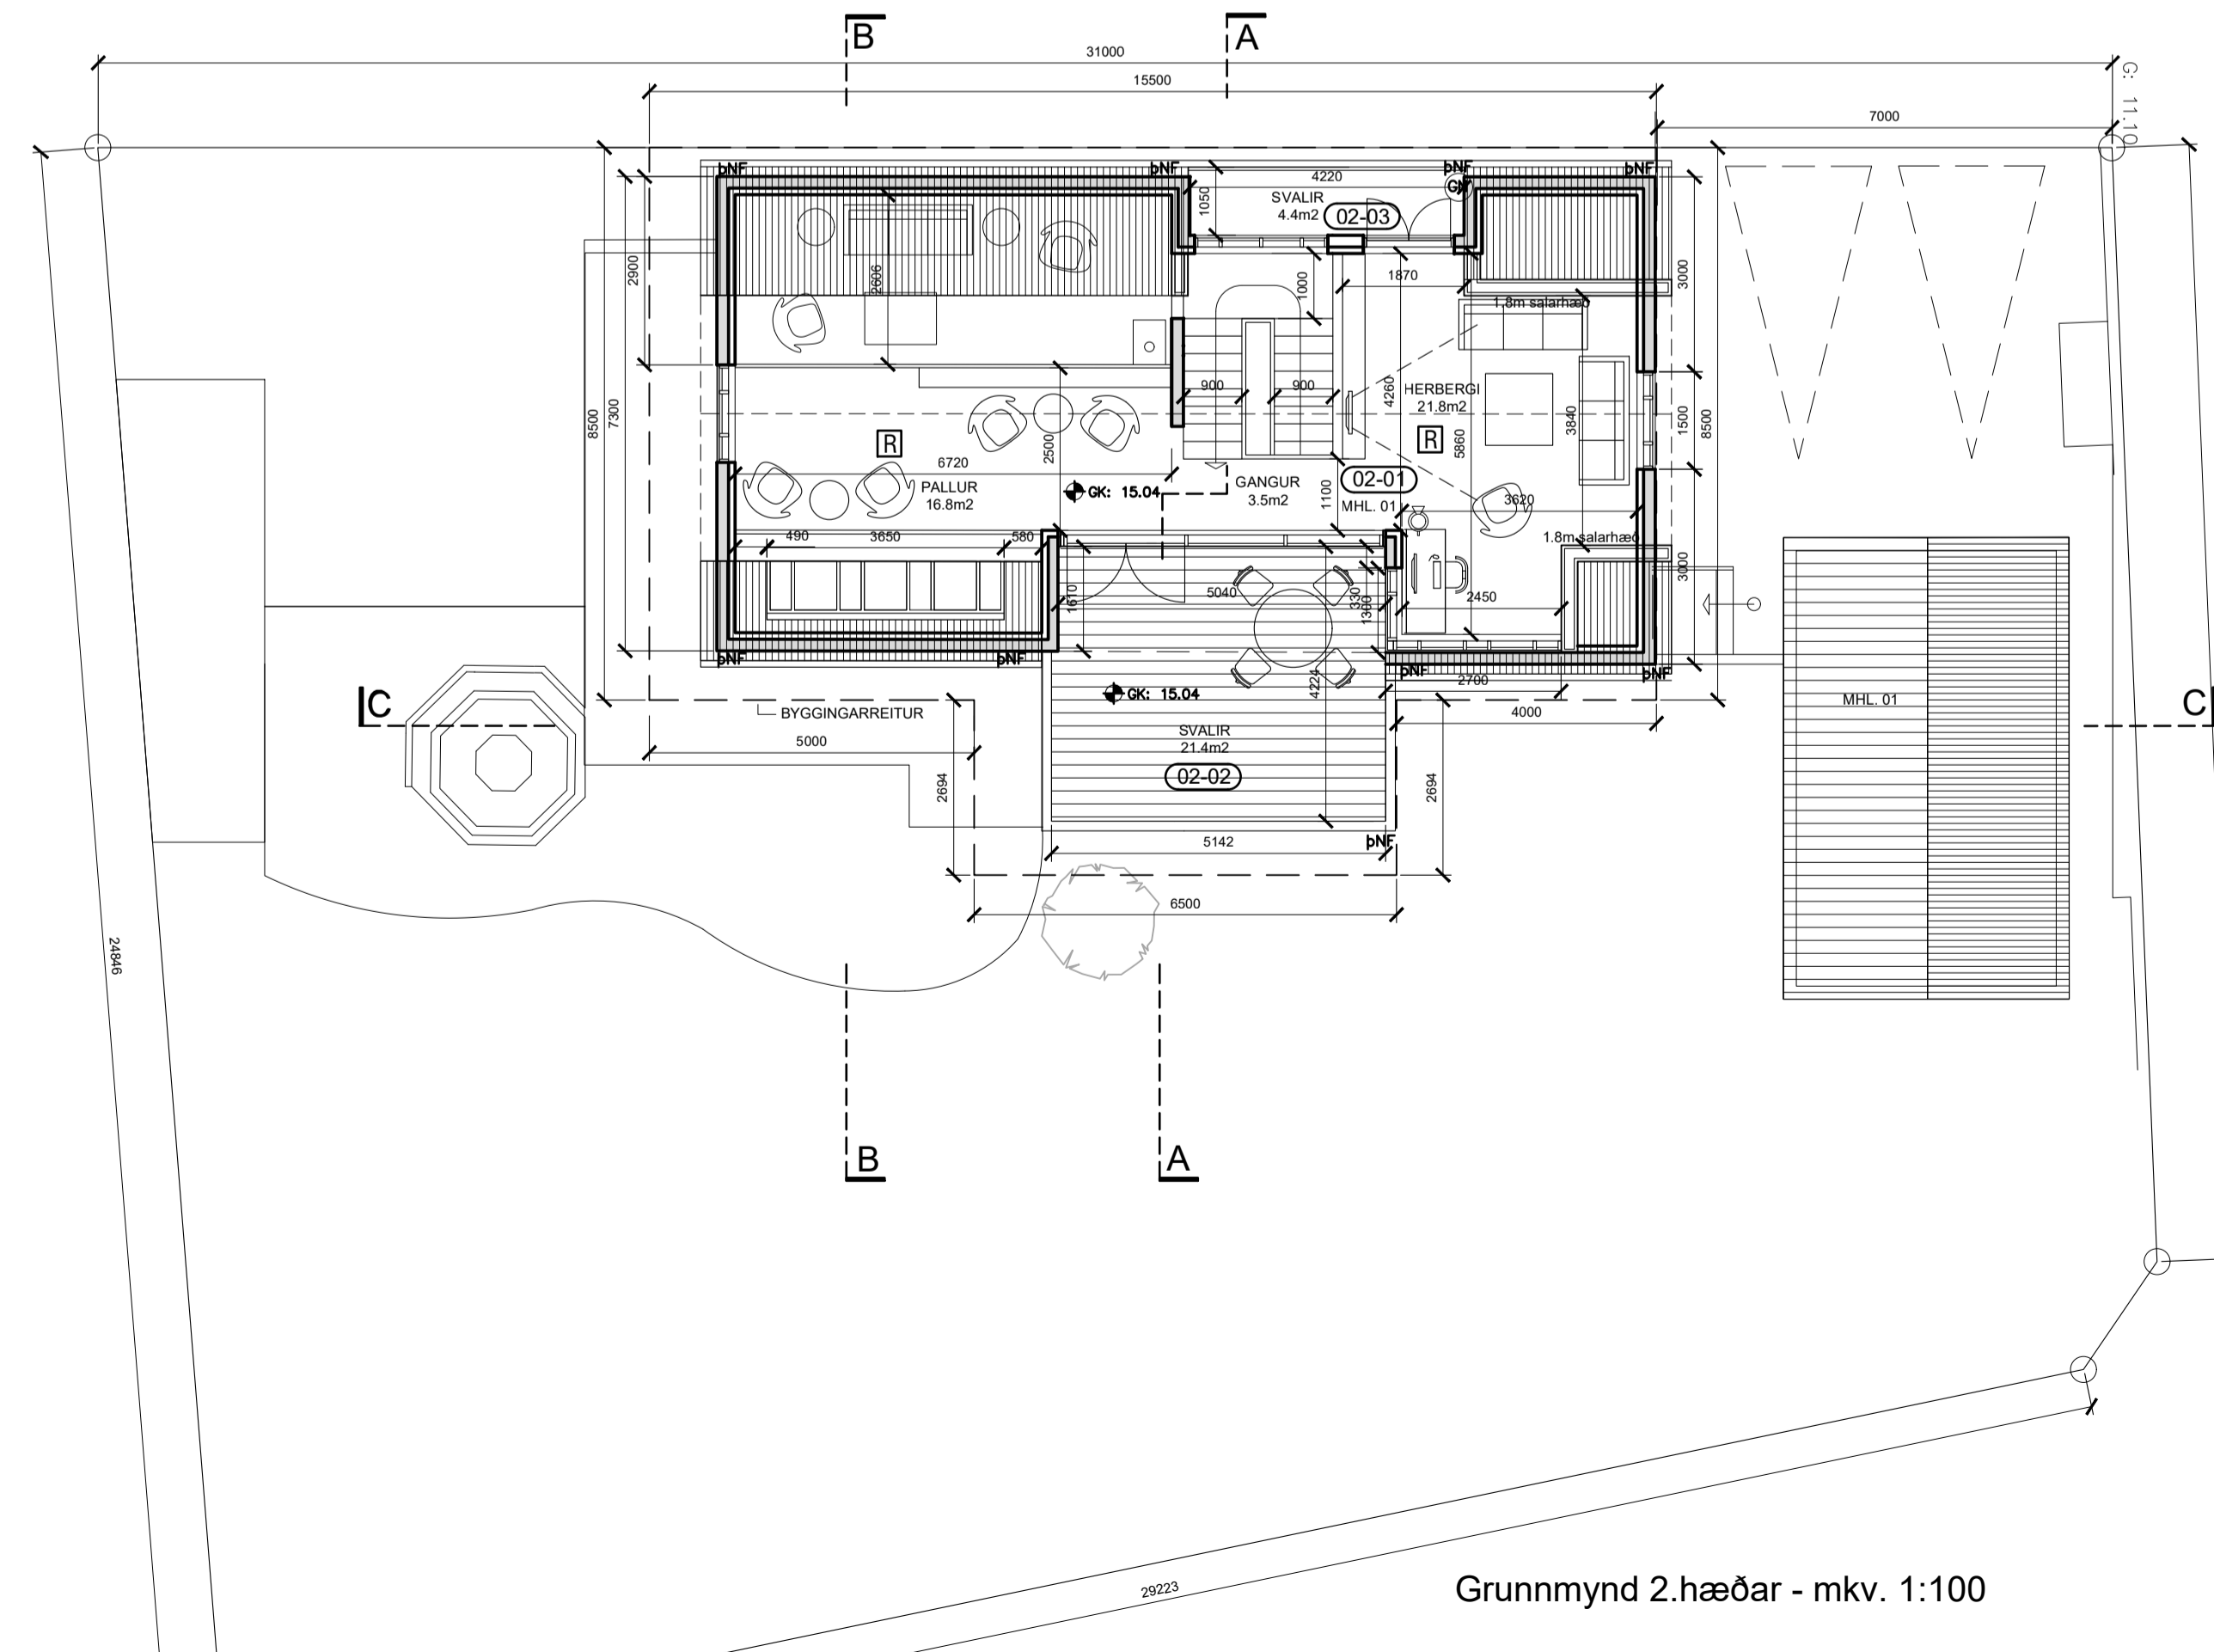 B
A
31000
15500
7000
G: 11.10
þNF
þNF
þNF
þNF
4220
GN
SVALIR
4.4m2
02-03
1050
2900
2606
1000
1870
3000
1.8m salarhæð
8500
7300
900
900
4260
HERBERGI
21.8m2
3840
1500
8500
R
R
5860
2500
6720
PALLUR
16.8m2
GK: 15.04
GANGUR
3.5m2
02-01
MHL. 01
1100
3620
490
3650
580
1.8m salarhæð
3000
1610
5040
330
1300
2450
þNF
þNF
þNF
þNF
C
GK: 15.04
4224
2700
MHL. 01
C
BYGGINGARREITUR
4000
5000
SVALIR
21.4m2
02-02
2694
2694
5142
þNF
6500
24846
B
A
29223
Grunnmynd 2.hæðar - mkv. 1:100